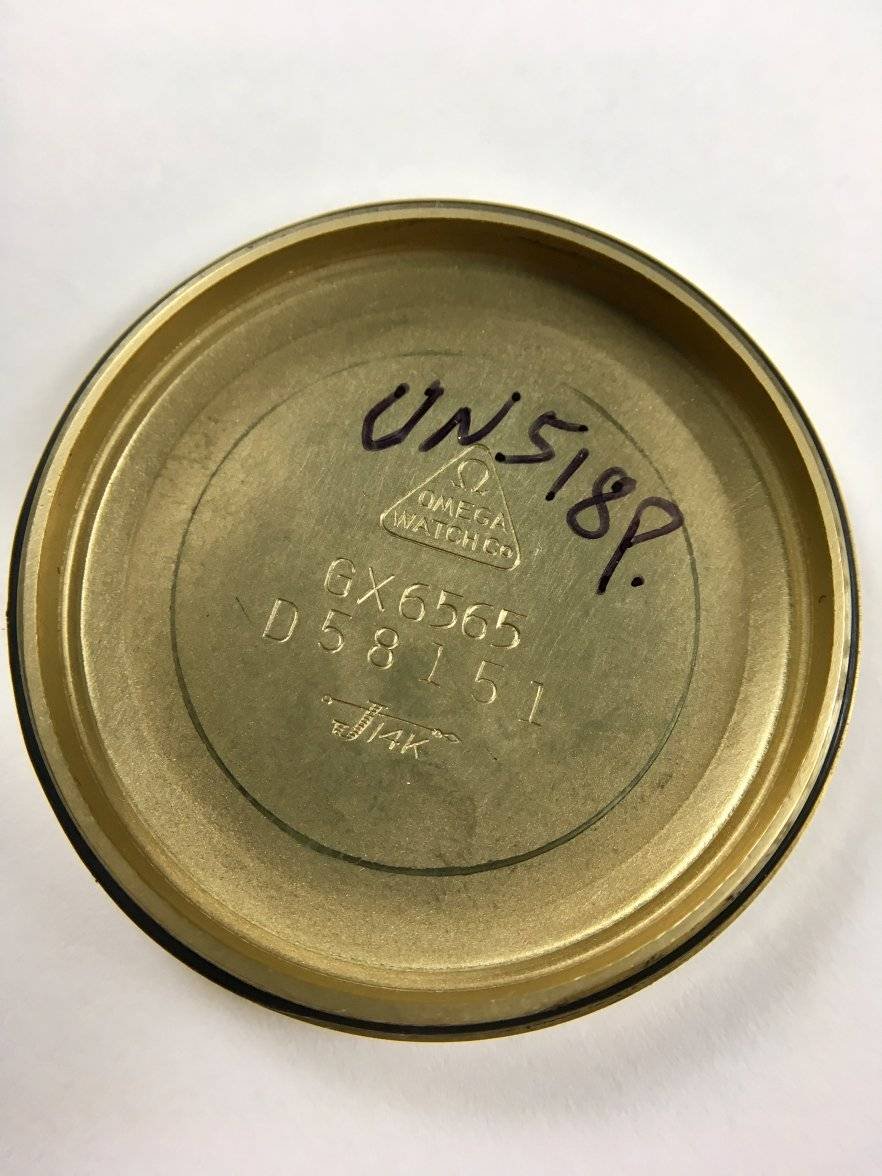 UN5189.
Ω
OMEGA
WATCH Co
GX6565
D58151
J14K